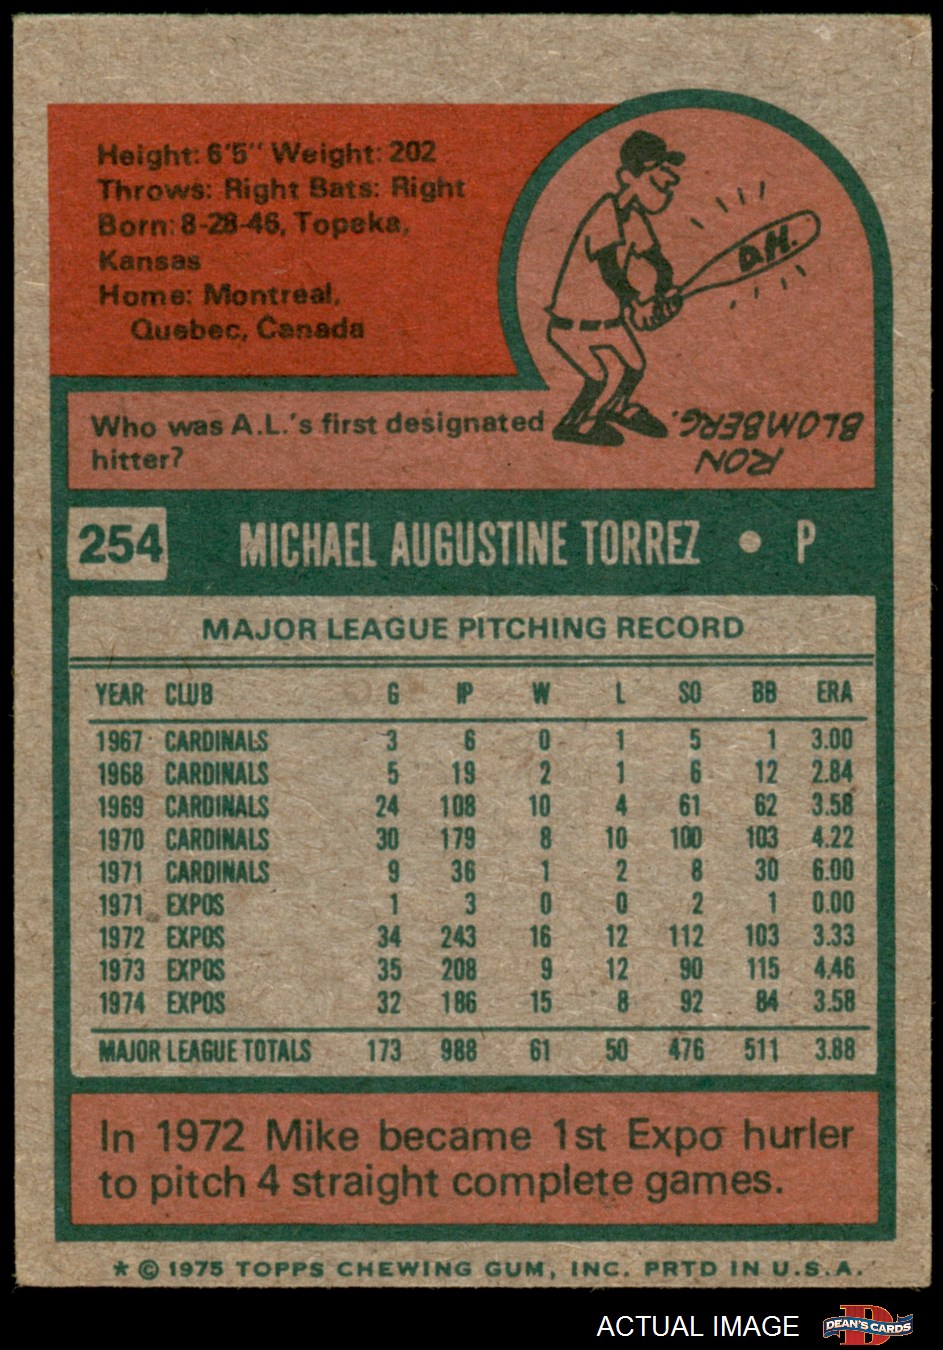 Height: 6'5" Weight: 202
Throws: Right Bats: Right
Born: 8-28-46, Topeka,
Kansas
Home: Montreal,
Quebec, Canada
D.H.
Who was A.L.'s first designated
hitter?
RON
BLOMBERG.
254 MICHAEL AUGUSTINE TORREZ • P
MAJOR LEAGUE PITCHING RECORD
YEAR CLUB G IP W L SO BB ERA
1967 CARDINALS 3 6 0 1 5 1 3.00
1968 CARDINALS 5 19 2 1 6 12 2.84
1969 CARDINALS 24 108 10 4 61 62 3.58
1970 CARDINALS 30 179 8 10 100 103 4.22
1971 CARDINALS 9 36 1 2 8 30 6.00
1971 EXPOS 1 3 0 0 2 1 0.00
1972 EXPOS 34 243 16 12 112 103 3.33
1973 EXPOS 35 208 9 12 90 115 4.46
1974 EXPOS 32 186 15 8 92 84 3.58
MAJOR LEAGUE TOTALS 173 988 61 50 476 511 3.88
In 1972 Mike became 1st Expo hurler
to pitch 4 straight complete games.
* © 1975 TOPPS CHEWING GUM, INC. PRTD IN U.S.A.
ACTUAL IMAGE D DEAN'S CARDS